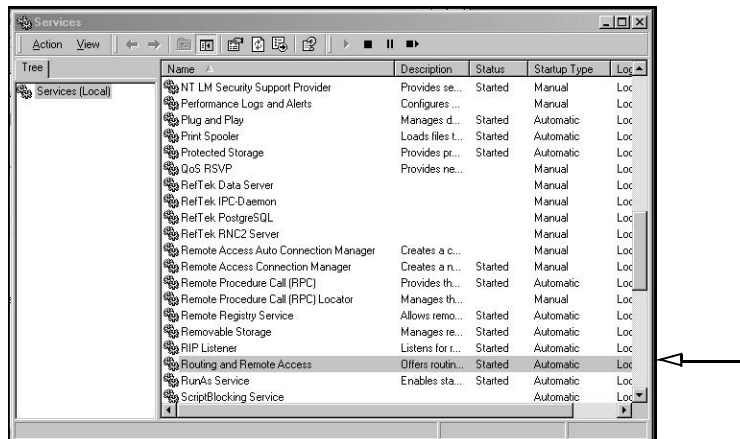 Services
Action View
Tree
Services (Local)
Name Description Status Startup Type Log
NT LM Security Support Provider Provides se... Started Manual Loc
Performance Logs and Alerts Configures ... Manual Loc
Plug and Play Manages d... Started Automatic Loc
Print Spooler Loads files t... Started Automatic Loc
Protected Storage Provides pr... Started Automatic Loc
QoS RSVP Provides ne... Manual Loc
RefTek Data Server Manual Loc
RefTek IPC-Daemon Manual Loc
RefTek PostgreSQL Manual Loc
RefTek RNC2 Server Manual Loc
Remote Access Auto Connection Manager Creates a c... Manual Loc
Remote Access Connection Manager Creates a n... Started Manual Loc
Remote Procedure Call (RPC) Provides th... Started Automatic Loc
Remote Procedure Call (RPC) Locator Manages th... Manual Loc
Remote Registry Service Allows remo... Started Automatic Loc
Removable Storage Manages re... Started Automatic Loc
RIP Listener Listens for r... Started Automatic Loc
Routing and Remote Access Offers routin... Started Automatic Loc
RunAs Service Enables sta... Started Automatic Loc
ScriptBlocking Service Automatic Loc